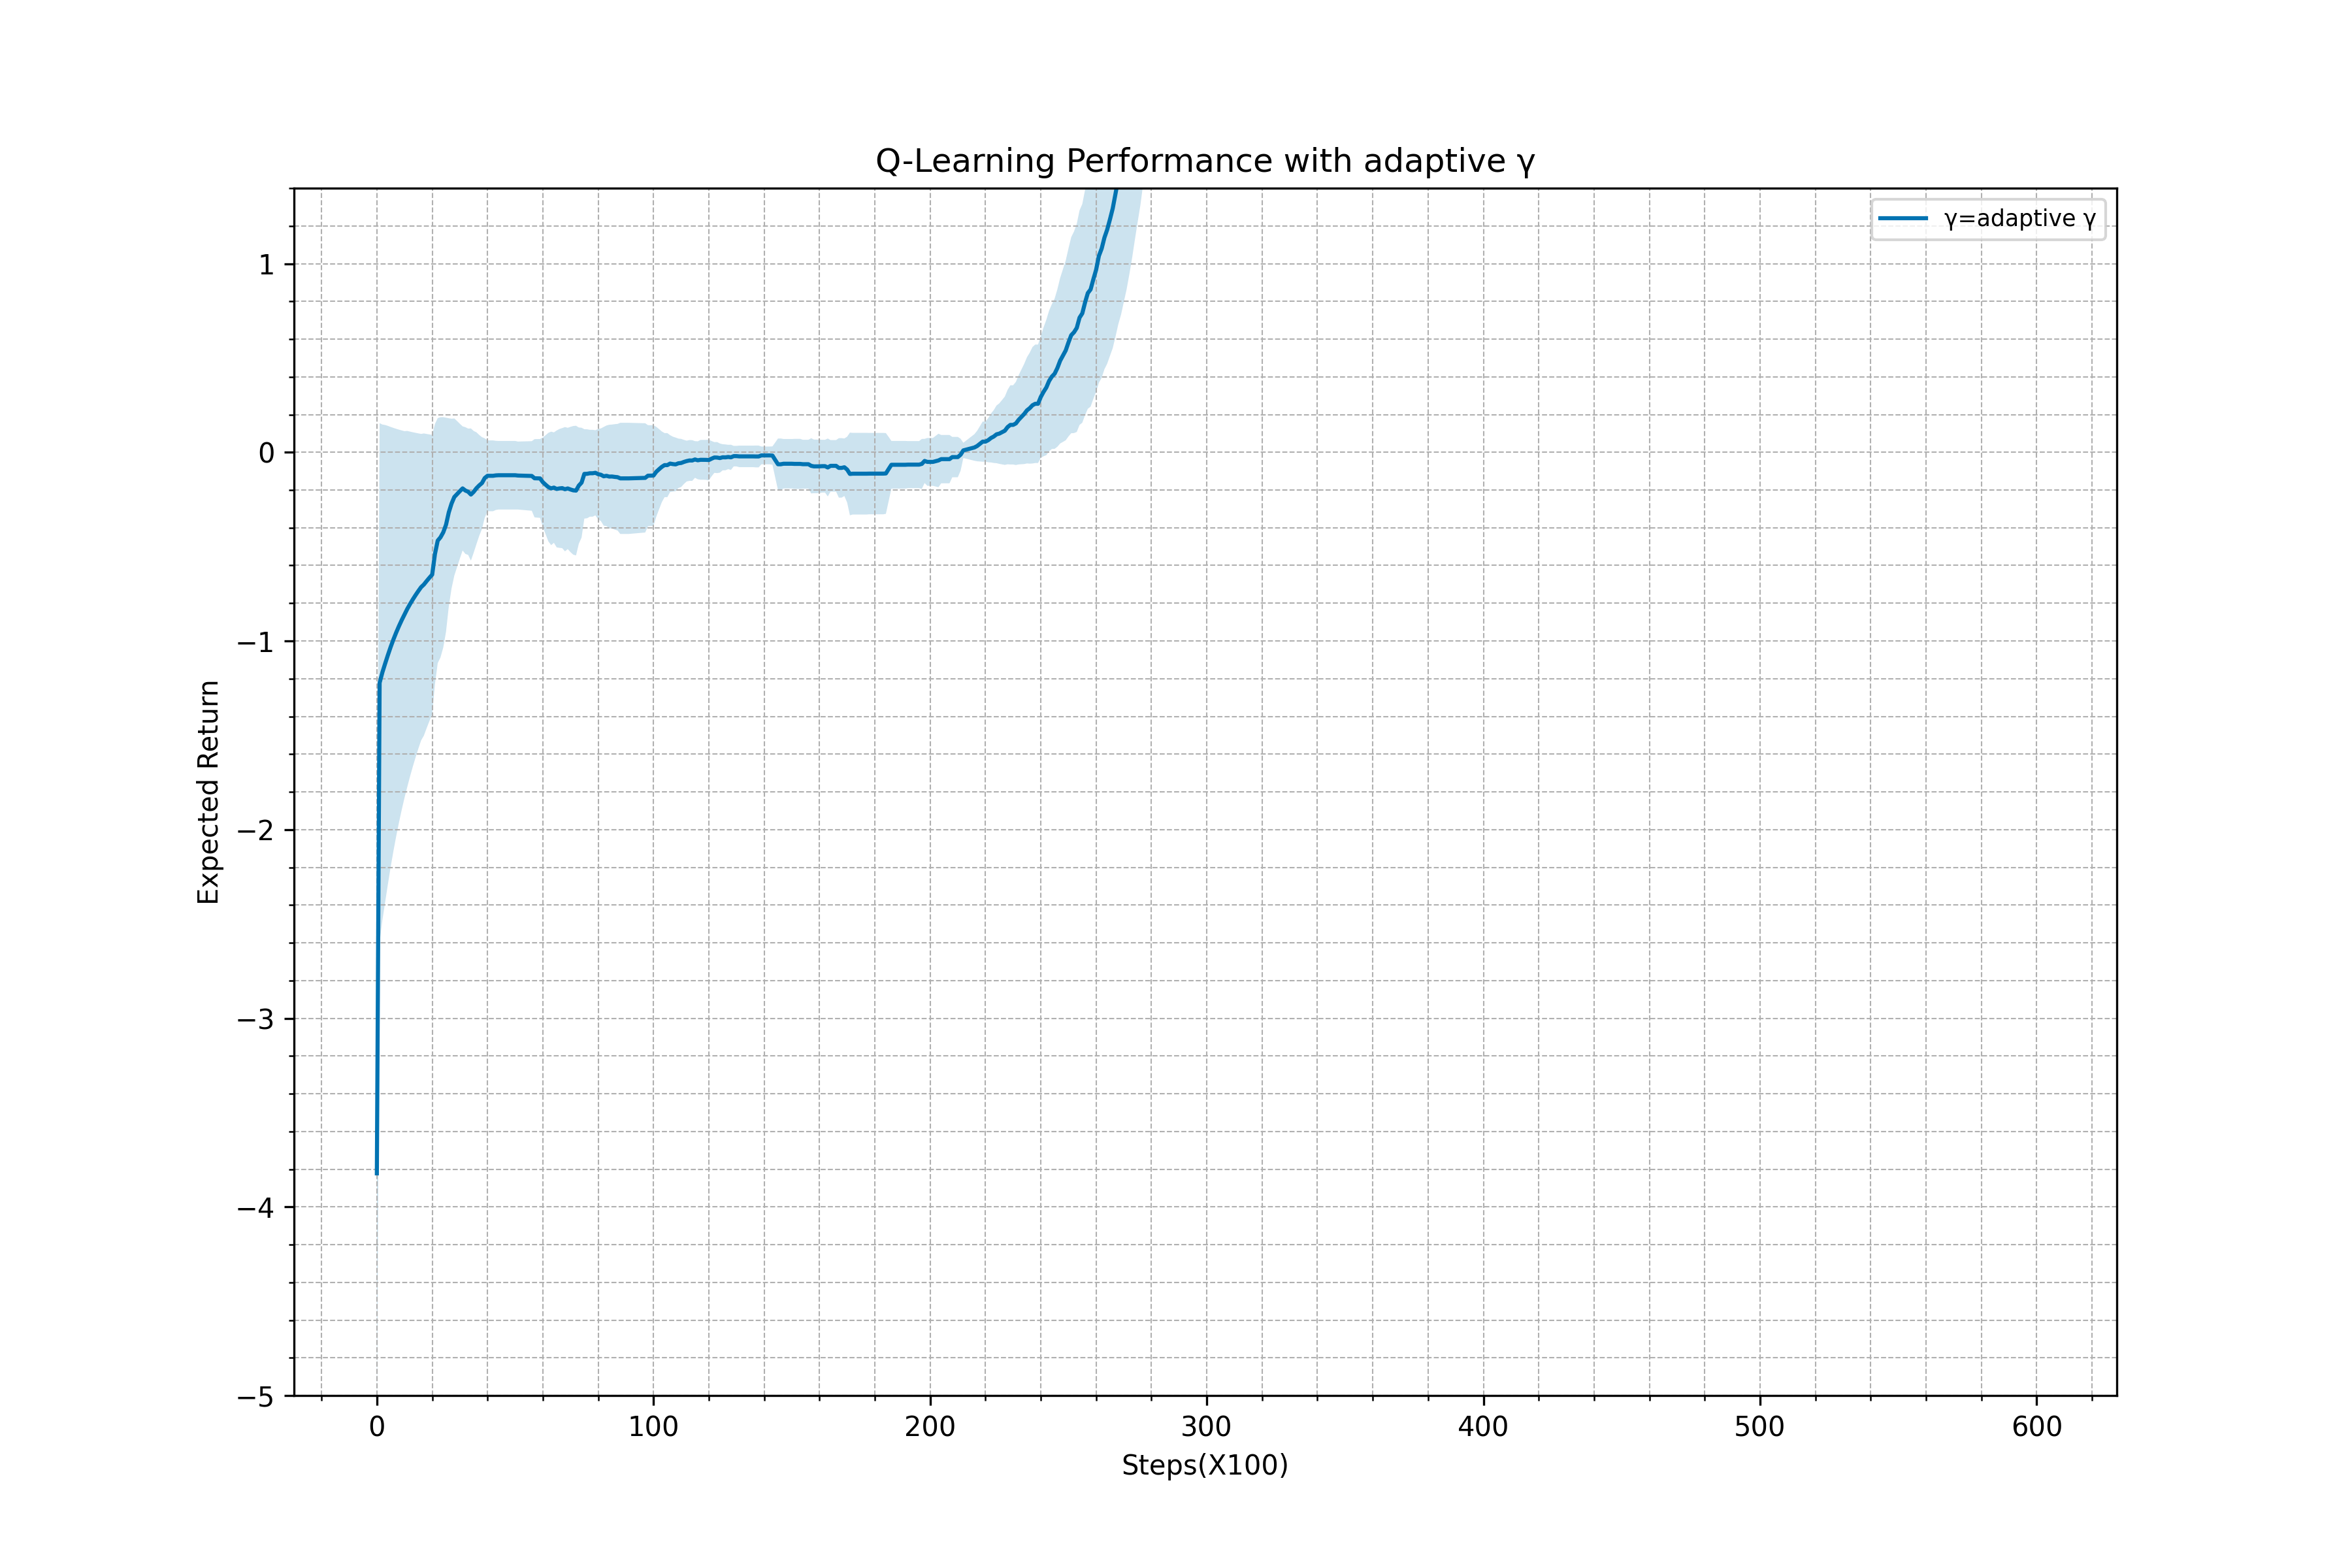 Q-Learning Performance with adaptive γ
γ=adaptive γ
Expected Return
1
0
−1
−2
−3
−4
−5
0 100 200 300 400 500 600
Steps(X100)